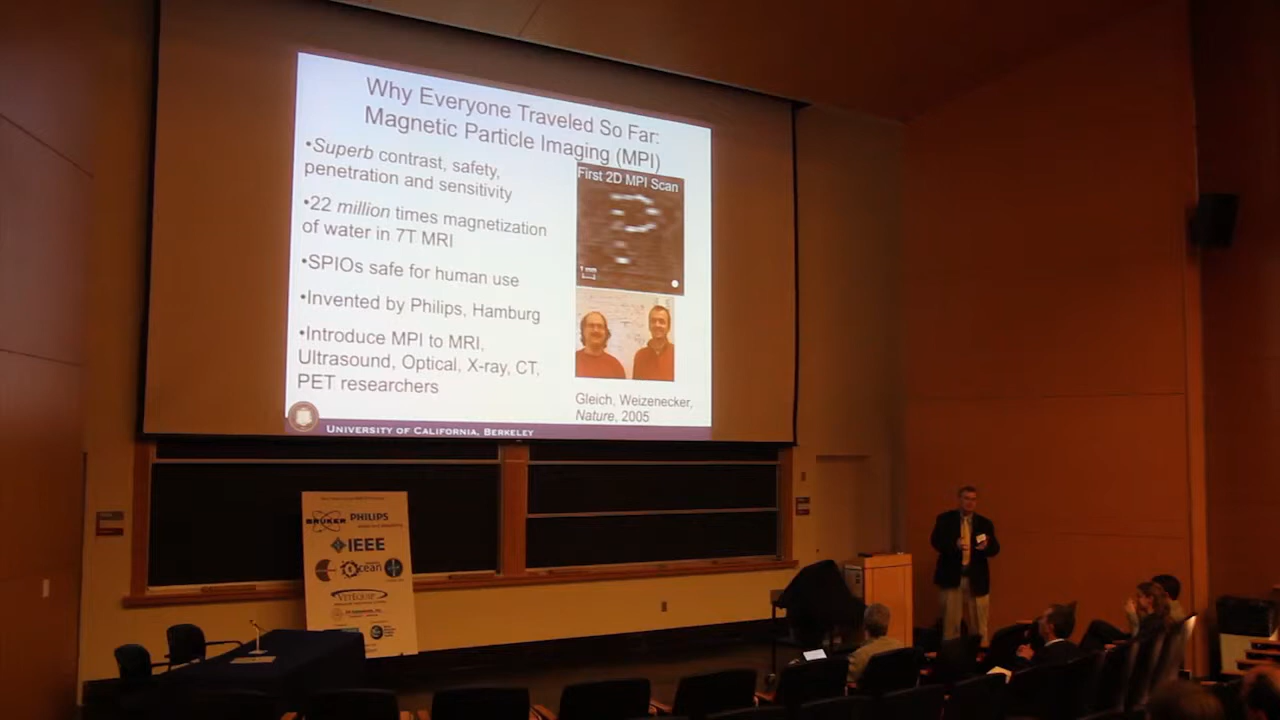 Why Everyone Traveled So Far:
Magnetic Particle Imaging (MPI)
•Superb contrast, safety,
penetration and sensitivity
•22 million times magnetization
of water in 7T MRI
•SPIOs safe for human use
•Invented by Philips, Hamburg
•Introduce MPI to MRI,
Ultrasound, Optical, X-ray, CT,
PET researchers
First 2D MPI Scan
1 mm
Gleich, Weizenecker,
Nature, 2005
UNIVERSITY OF CALIFORNIA, BERKELEY
BRUKER
PHILIPS
IEEE
Ocean
VETEQUIP